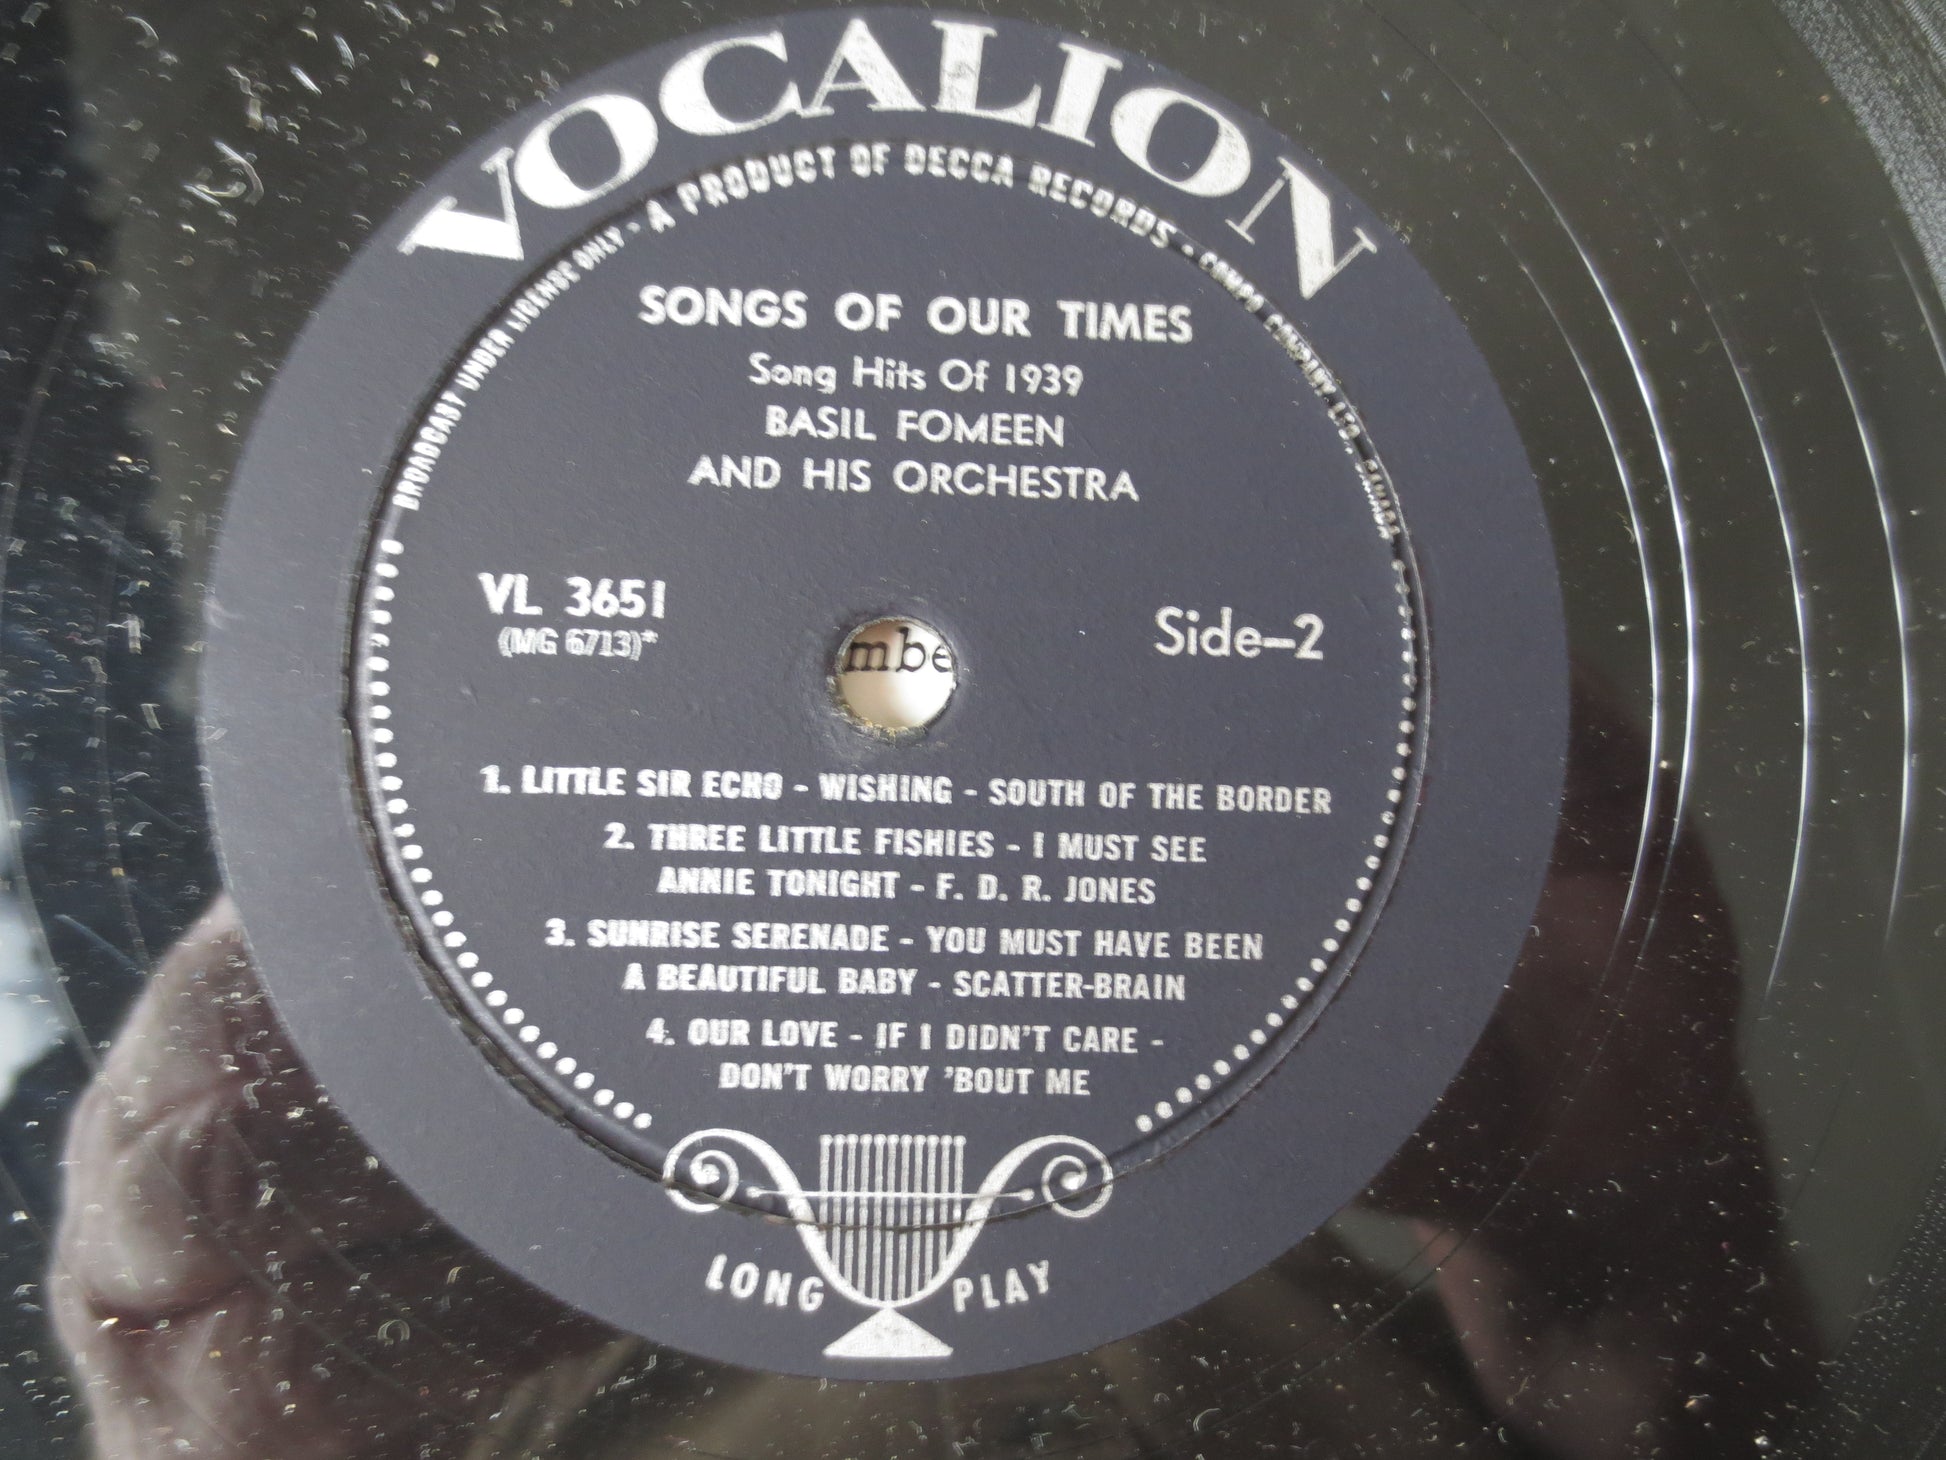 VOCALION
BROADCAST UNDER LICENSE ONLY - A PRODUCT OF DECCA RECORDS • COMPO COMPANY LTD. CANADA
SONGS OF OUR TIMES
Song Hits Of 1939
BASIL FOMEEN
AND HIS ORCHESTRA
VL 3651
(MG 6713)*
Side-2
mbe
1. LITTLE SIR ECHO - WISHING - SOUTH OF THE BORDER
2. THREE LITTLE FISHIES - I MUST SEE
ANNIE TONIGHT - F. D. R. JONES
3. SUNRISE SERENADE - YOU MUST HAVE BEEN
A BEAUTIFUL BABY - SCATTER-BRAIN
4. OUR LOVE - IF I DIDN'T CARE -
DON'T WORRY 'BOUT ME
LONG PLAY